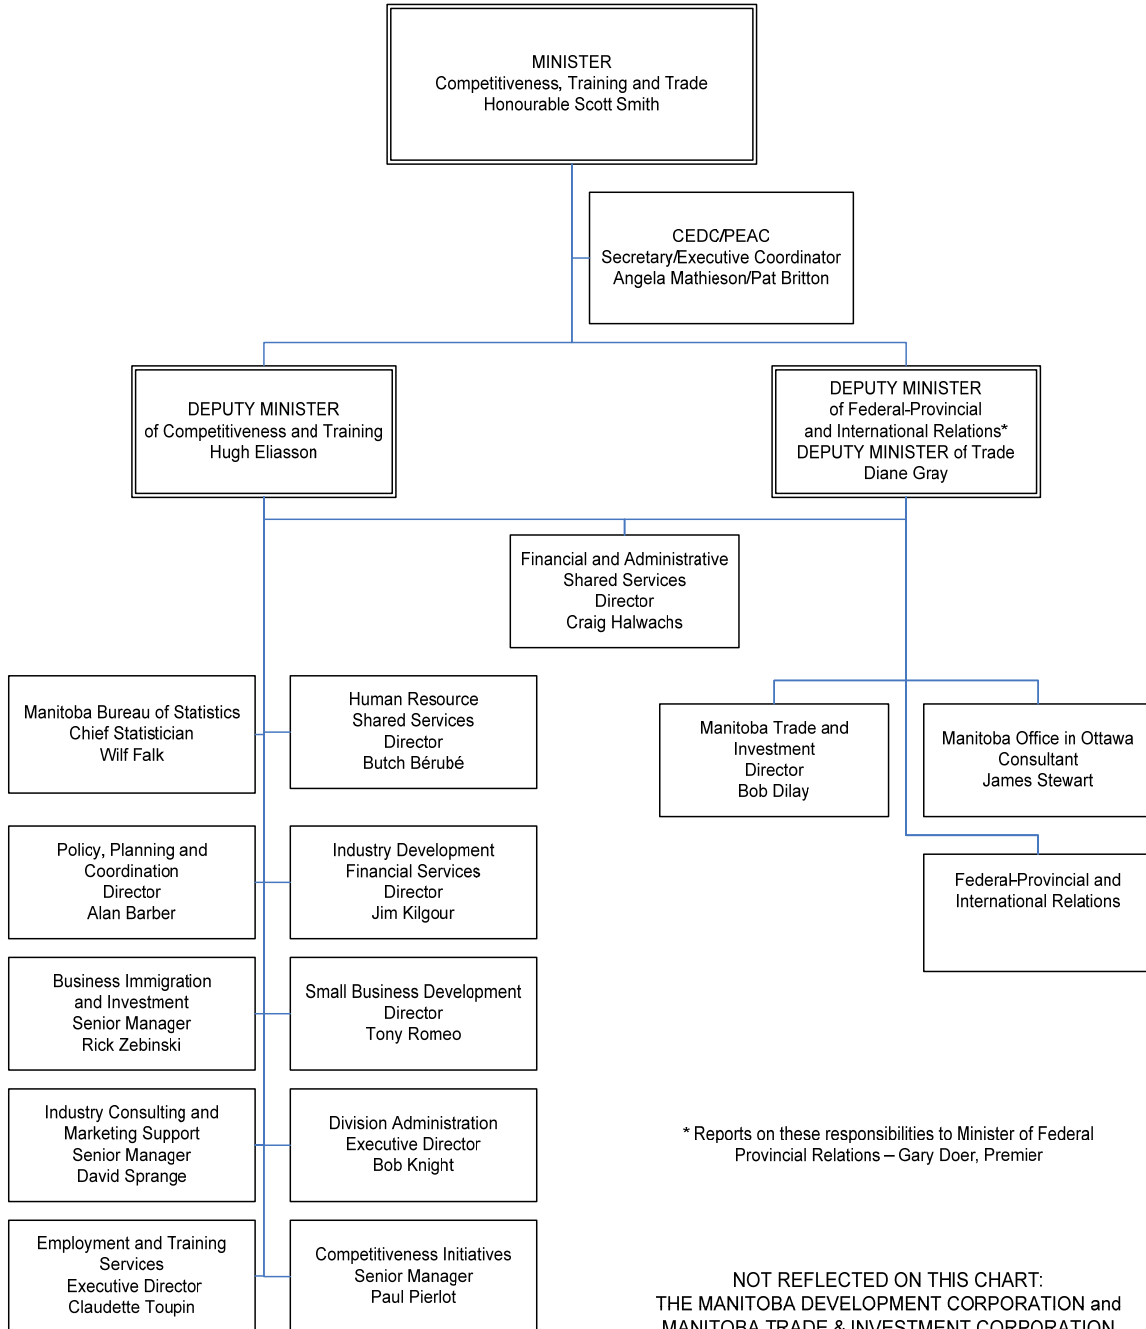 MINISTER
Competitiveness, Training and Trade
Honourable Scott Smith
CEDC/PEAC
Secretary/Executive Coordinator
Angela Mathieson/Pat Britton
DEPUTY MINISTER
of Competitiveness and Training
Hugh Eliasson
DEPUTY MINISTER
of Federal-Provincial
and International Relations*
DEPUTY MINISTER of Trade
Diane Gray
Financial and Administrative
Shared Services
Director
Craig Halwachs
Manitoba Bureau of Statistics
Chief Statistician
Wilf Falk
Human Resource
Shared Services
Director
Butch Bérubé
Manitoba Trade and
Investment
Director
Bob Dilay
Manitoba Office in Ottawa
Consultant
James Stewart
Policy, Planning and
Coordination
Director
Alan Barber
Industry Development
Financial Services
Director
Jim Kilgour
Federal-Provincial and
International Relations
Business Immigration
and Investment
Senior Manager
Rick Zebinski
Small Business Development
Director
Tony Romeo
Industry Consulting and
Marketing Support
Senior Manager
David Sprange
Division Administration
Executive Director
Bob Knight
* Reports on these responsibilities to Minister of Federal
Provincial Relations – Gary Doer, Premier
Employment and Training
Services
Executive Director
Claudette Toupin
Competitiveness Initiatives
Senior Manager
Paul Pierlot
NOT REFLECTED ON THIS CHART:
THE MANITOBA DEVELOPMENT CORPORATION and
MANITOBA TRADE & INVESTMENT CORPORATION